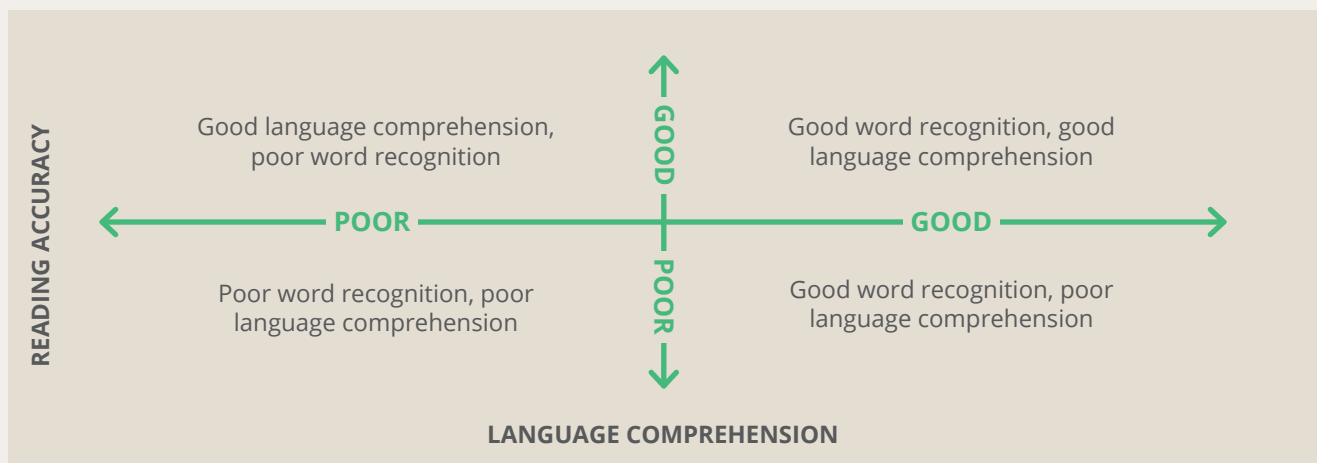 Good language comprehension,
poor word recognition
Good word recognition, good
language comprehension
READING ACCURACY
GOOD
POOR
GOOD
POOR
Poor word recognition, poor
language comprehension
Good word recognition, poor
language comprehension
LANGUAGE COMPREHENSION